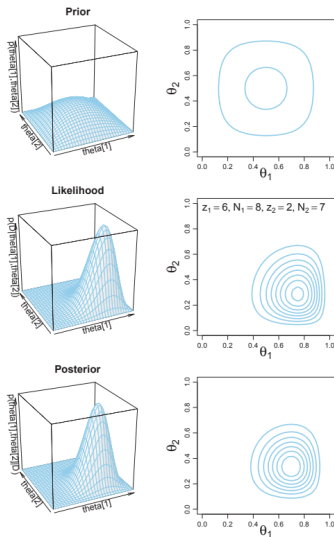 Prior
p(theta[1],theta[2])
theta[2]
theta[1]
θ2
0.0 0.2 0.4 0.6 0.8 1.0
0.0 0.2 0.4 0.6 0.8 1.0
θ1
Likelihood
p(D|theta[1],theta[2])
theta[2]
theta[1]
z1=6, N1=8, z2=2, N2=7
θ2
0.0 0.2 0.4 0.6 0.8 1.0
0.0 0.2 0.4 0.6 0.8 1.0
θ1
Posterior
p(theta[1],theta[2]|D)
theta[2]
theta[1]
θ2
0.0 0.2 0.4 0.6 0.8 1.0
0.0 0.2 0.4 0.6 0.8 1.0
θ1